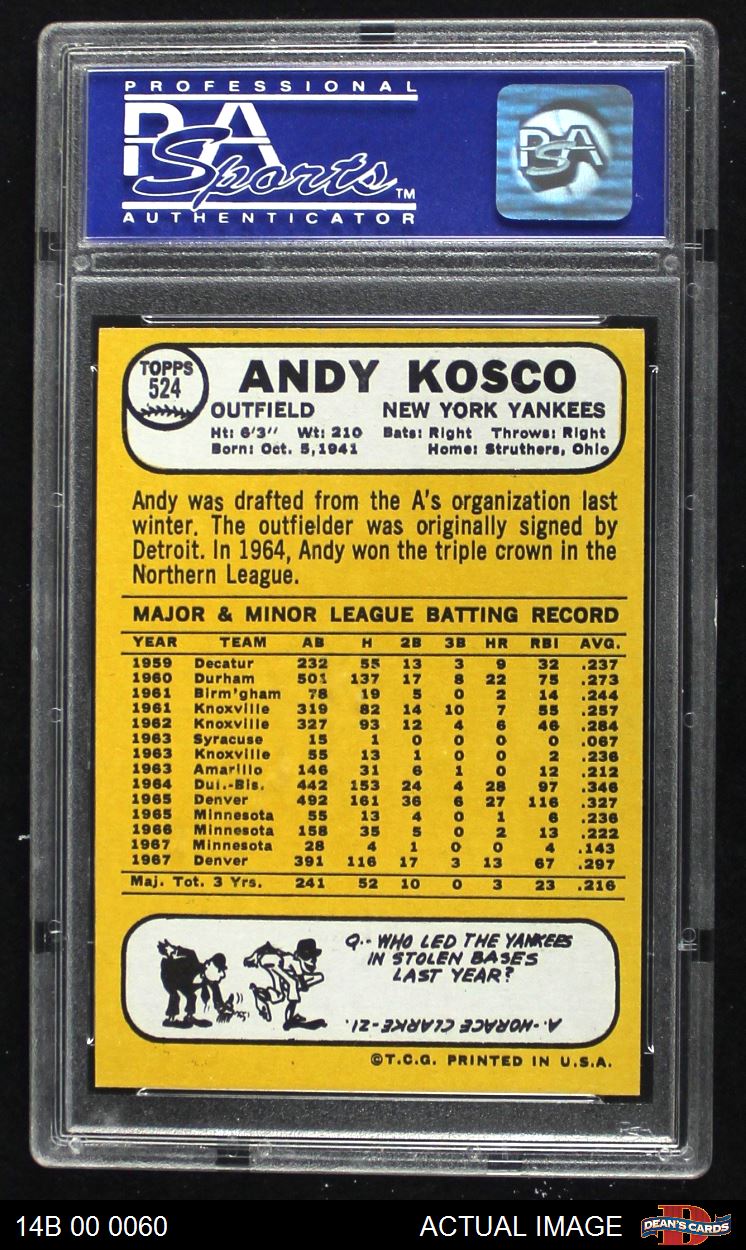 PROFESSIONAL
PSA
Sports™
AUTHENTICATOR
PSA
TOPPS
524
ANDY KOSCO
OUTFIELD NEW YORK YANKEES
Ht: 6'3" Wt: 210 Bats: Right Throws: Right
Born: Oct. 5, 1941 Home: Struthers, Ohio
Andy was drafted from the A's organization last
winter. The outfielder was originally signed by
Detroit. In 1964, Andy won the triple crown in the
Northern League.
MAJOR & MINOR LEAGUE BATTING RECORD
YEAR TEAM AB H 2B 3B HR RBI AVG.
1959 Decatur 232 55 13 3 9 32 .237
1960 Durham 501 137 17 8 22 75 .273
1961 Birm'gham 78 19 5 0 2 14 .244
1961 Knoxville 319 82 14 10 7 55 .257
1962 Knoxville 327 93 12 4 6 46 .284
1963 Syracuse 15 1 0 0 0 0 .067
1963 Knoxville 55 13 1 0 0 2 .236
1963 Amarillo 146 31 6 1 0 12 .212
1964 Dul.-Bis. 442 153 24 4 28 97 .346
1965 Denver 492 161 36 6 27 116 .327
1965 Minnesota 55 13 4 0 1 6 .236
1966 Minnesota 158 35 5 0 2 13 .222
1967 Minnesota 28 4 1 0 0 4 .143
1967 Denver 391 116 17 3 13 67 .297
Maj. Tot. 3 Yrs. 241 52 10 0 3 23 .216
Q.- WHO LED THE YANKEES
IN STOLEN BASES
LAST YEAR?
A.- HORACE CLARKE-21.
©T.C.G. PRINTED IN U.S.A.
14B 00 0060 ACTUAL IMAGE DEAN'S CARDS